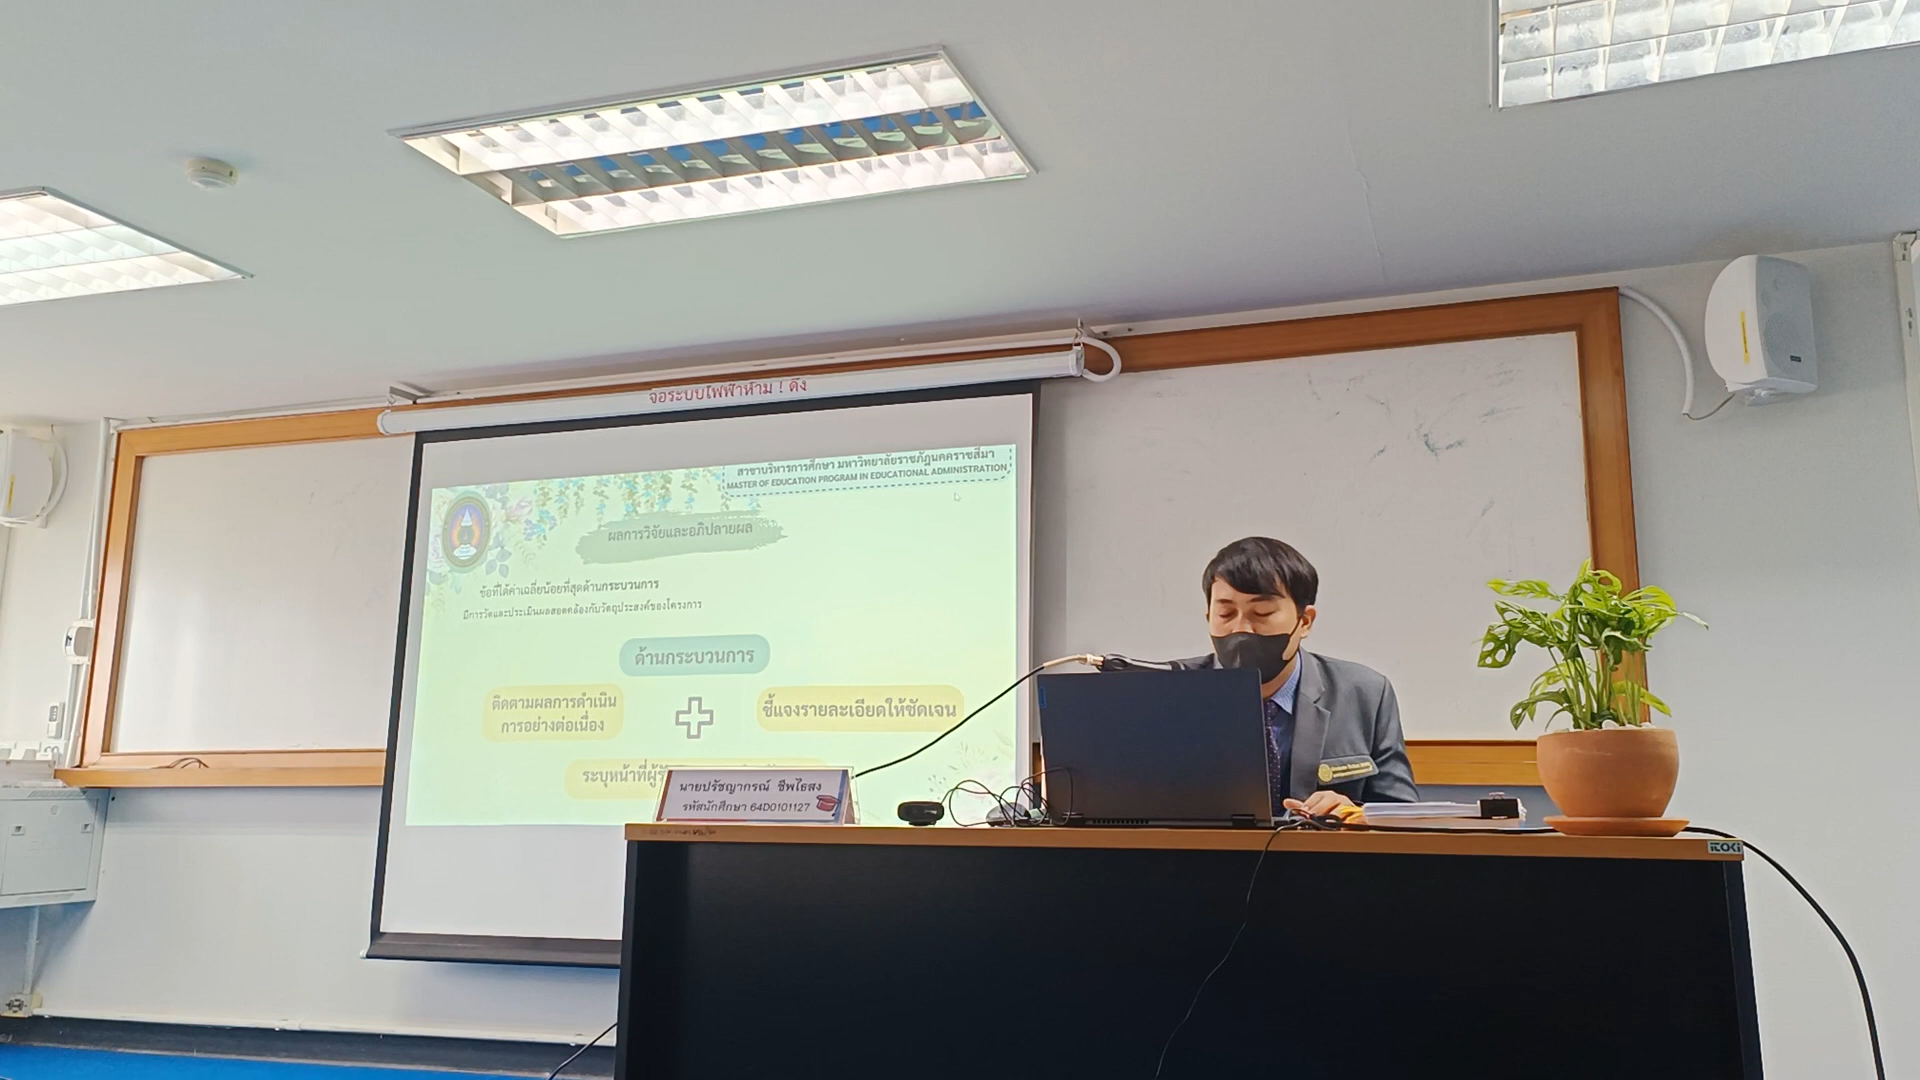 จอระบบไฟฟ้าห้าม ! ดึง
สาขาบริหารการศึกษา มหาวิทยาลัยราชภัฏนครราชสีมา
MASTER OF EDUCATION PROGRAM IN EDUCATIONAL ADMINISTRATION
ผลการวิจัยและอภิปลายผล
ข้อที่ได้ค่าเฉลี่ยน้อยที่สุดด้านกระบวนการ
มีการวัดและประเมินผลสอดคล้องกับวัตถุประสงค์ของโครงการ
ด้านกระบวนการ
ติดตามผลการดำเนิน
การอย่างต่อเนื่อง
ชี้แจงรายละเอียดให้ชัดเจน
ระบุหน้าที่ผู้
นายปรัชญากรณ์ ชีพไธสง
รหัสนักศึกษา 64D0101127
ITOKI